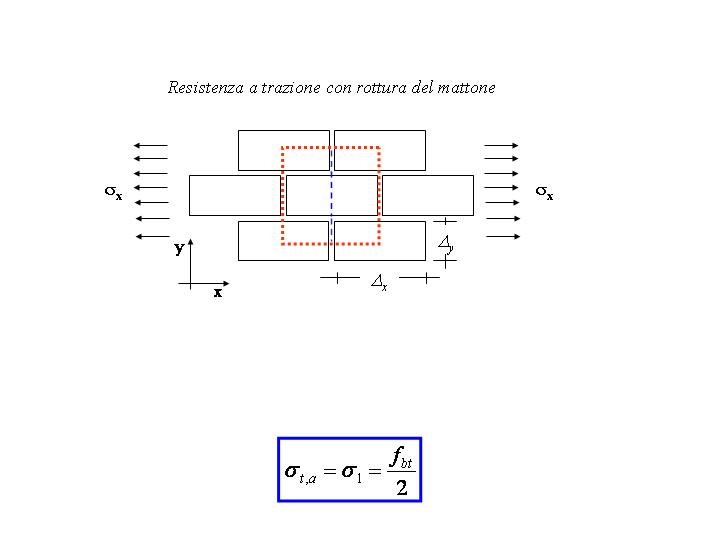 Resistenza a trazione con rottura del mattone
σx
σx
y
Δy
x
Δx
σt,a = σ1 = fbt / 2